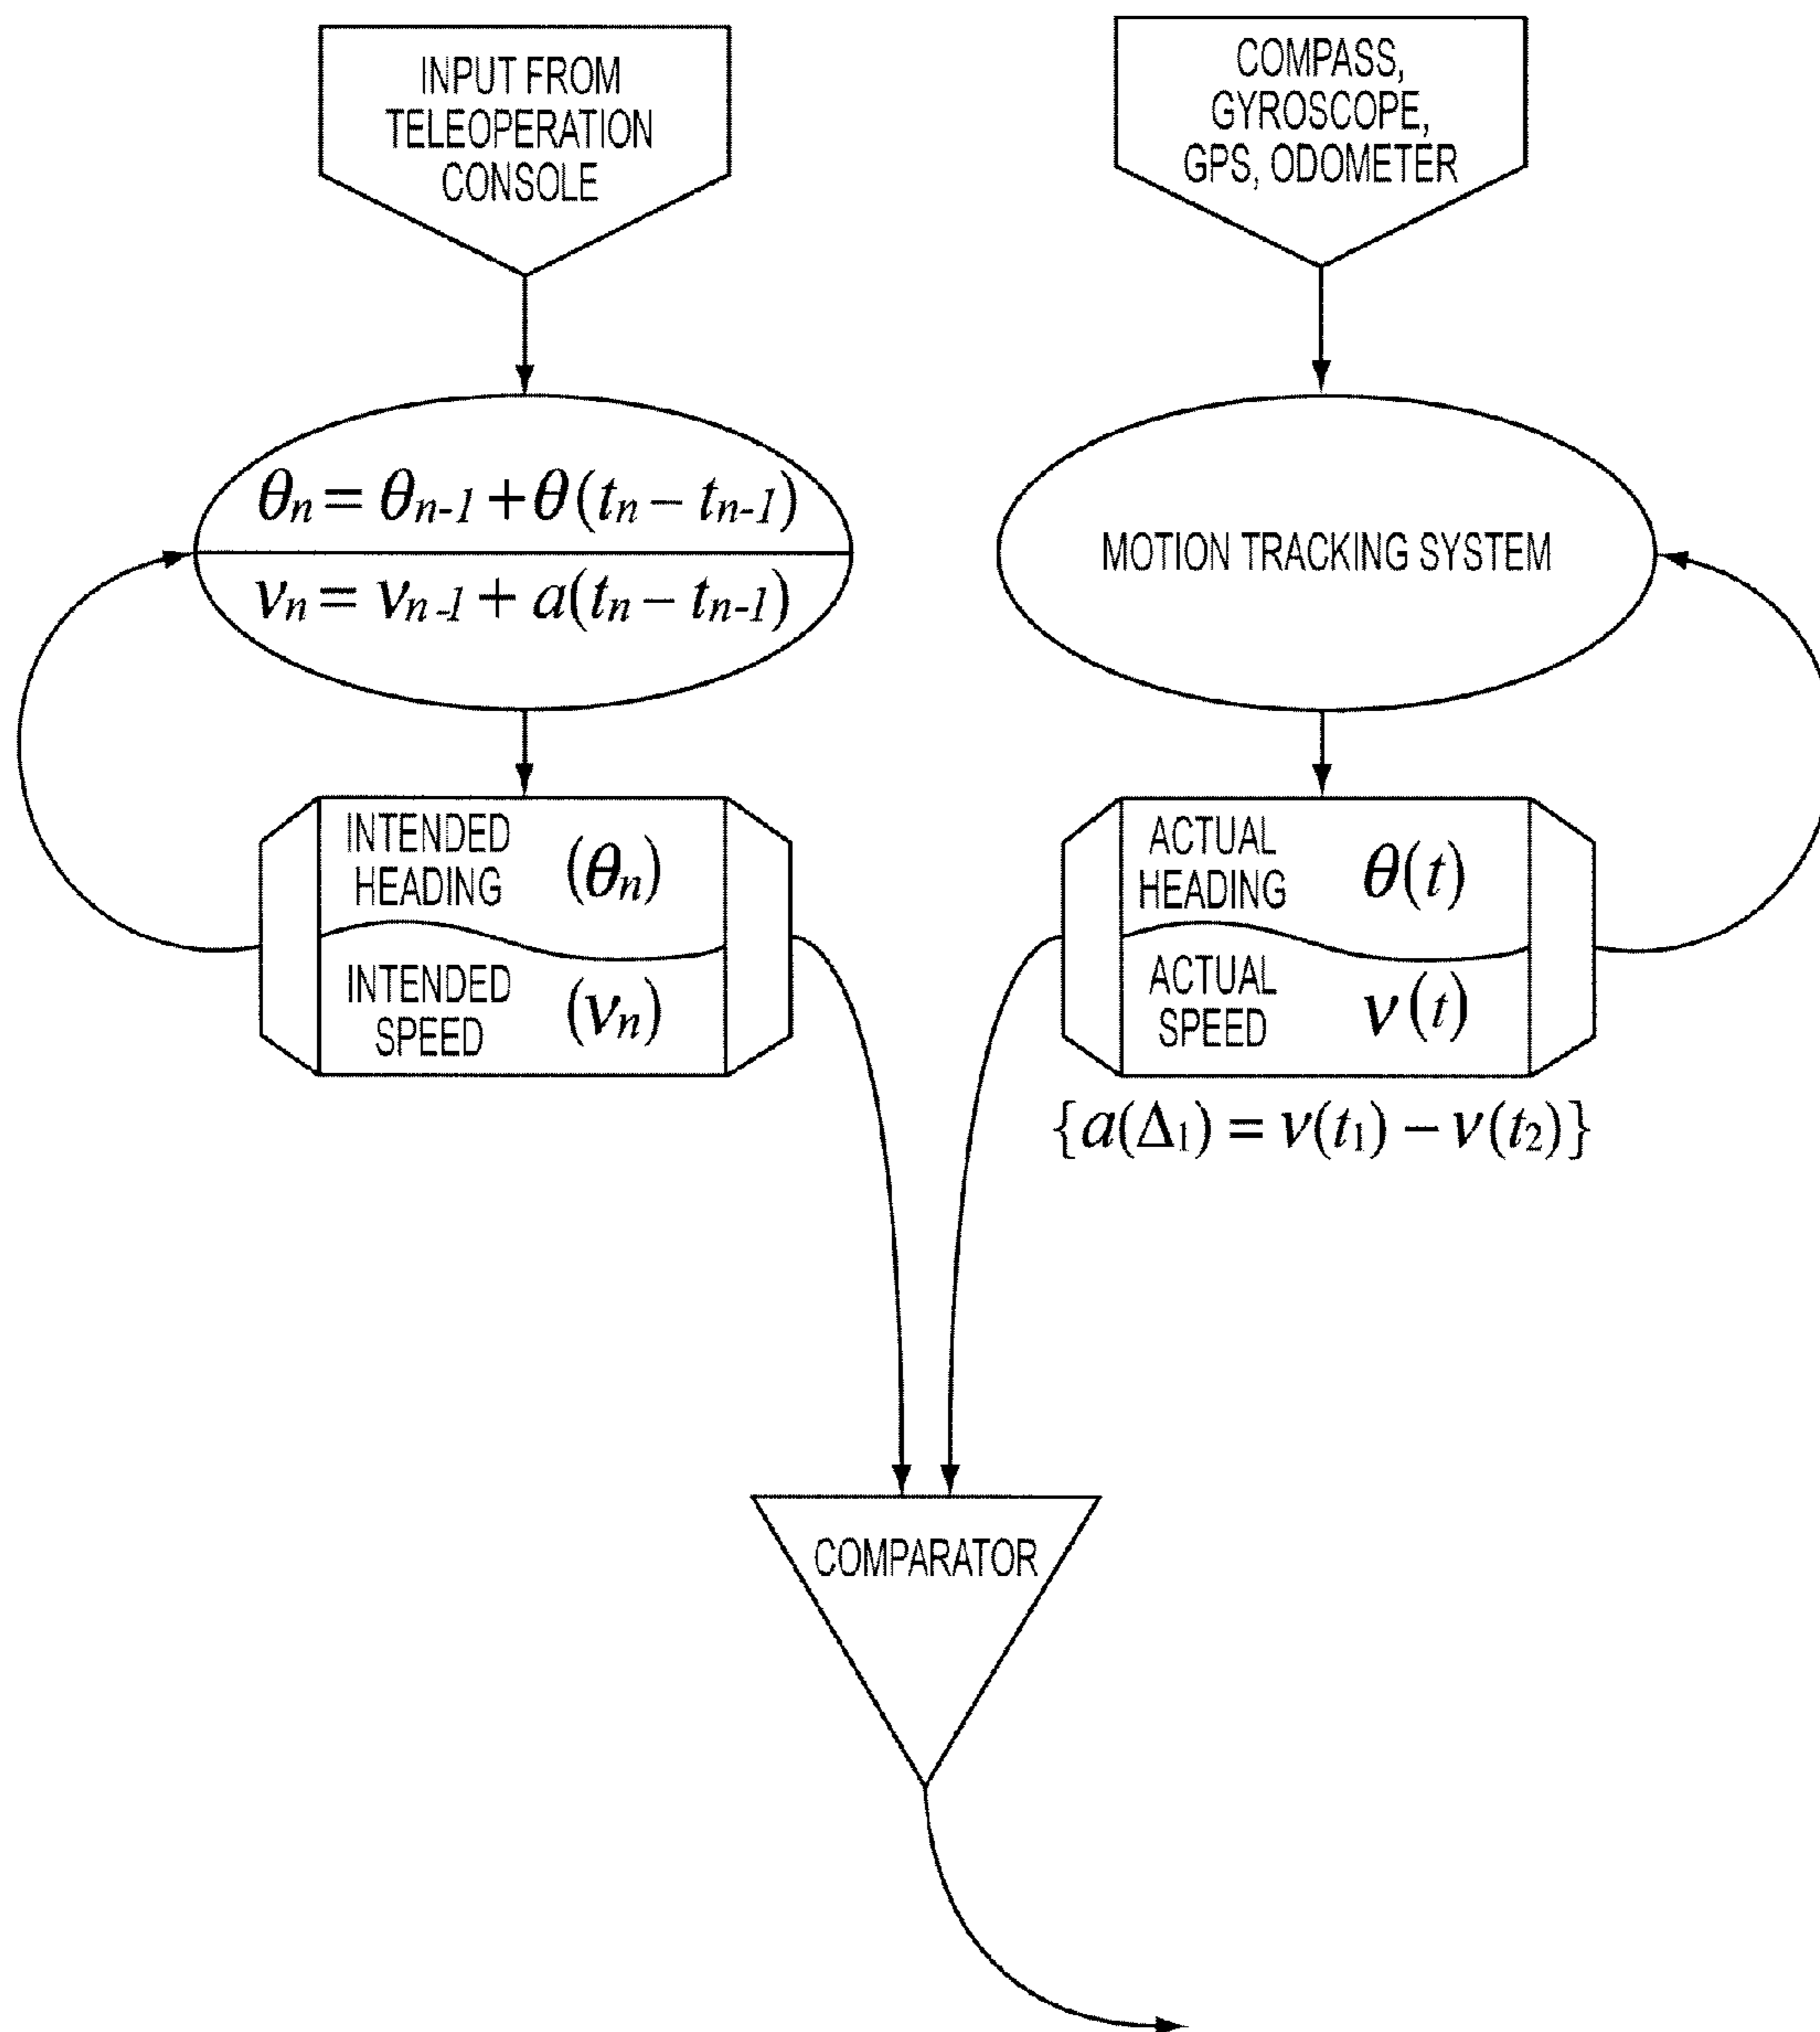 INPUT FROM
TELEOPERATION
CONSOLE
COMPASS,
GYROSCOPE,
GPS, ODOMETER
θn = θn-1 + θ(tn – tn-1)
vn = vn-1 + a(tn – tn-1)
MOTION TRACKING SYSTEM
INTENDED
HEADING (θn)
INTENDED
SPEED (vn)
ACTUAL
HEADING θ(t)
ACTUAL
SPEED v(t)
{a(Δ1) = v(t1) – v(t2)}
COMPARATOR